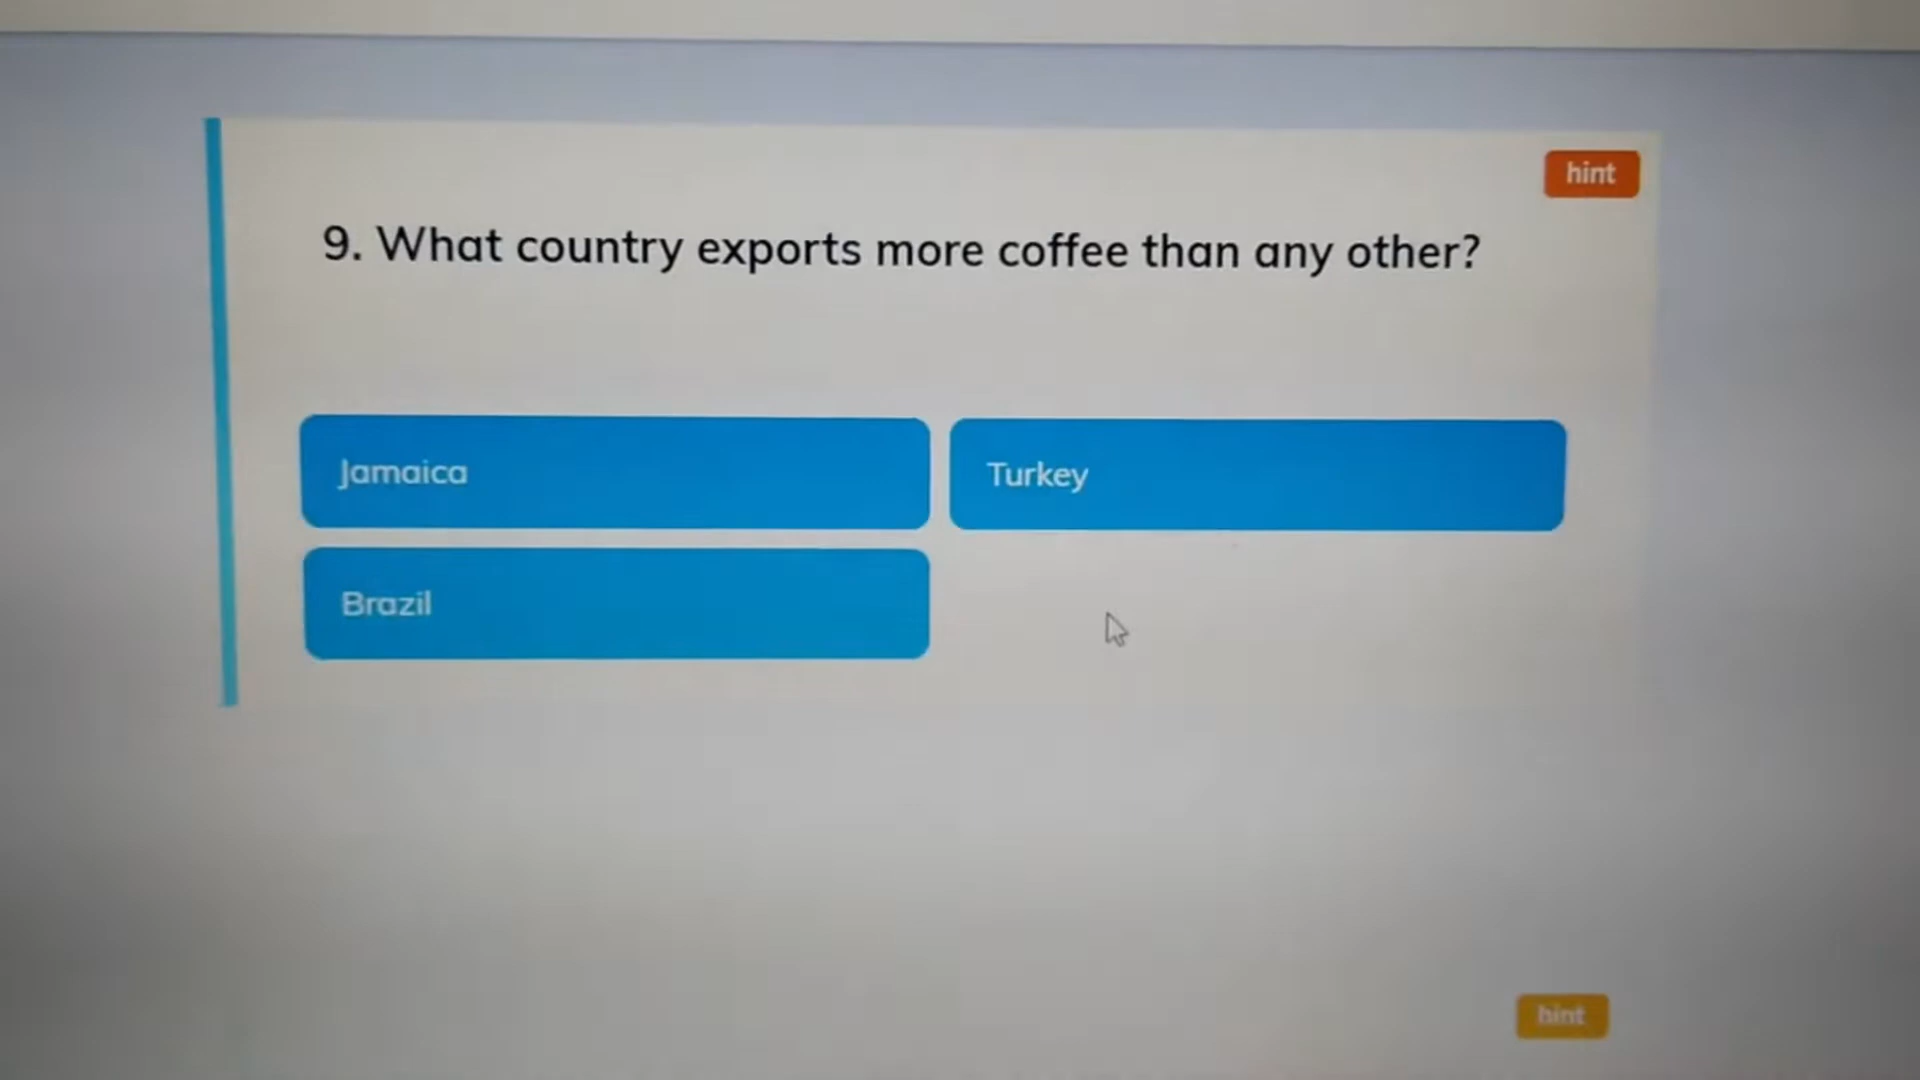 hint
9. What country exports more coffee than any other?
Jamaica
Turkey
Brazil
hint